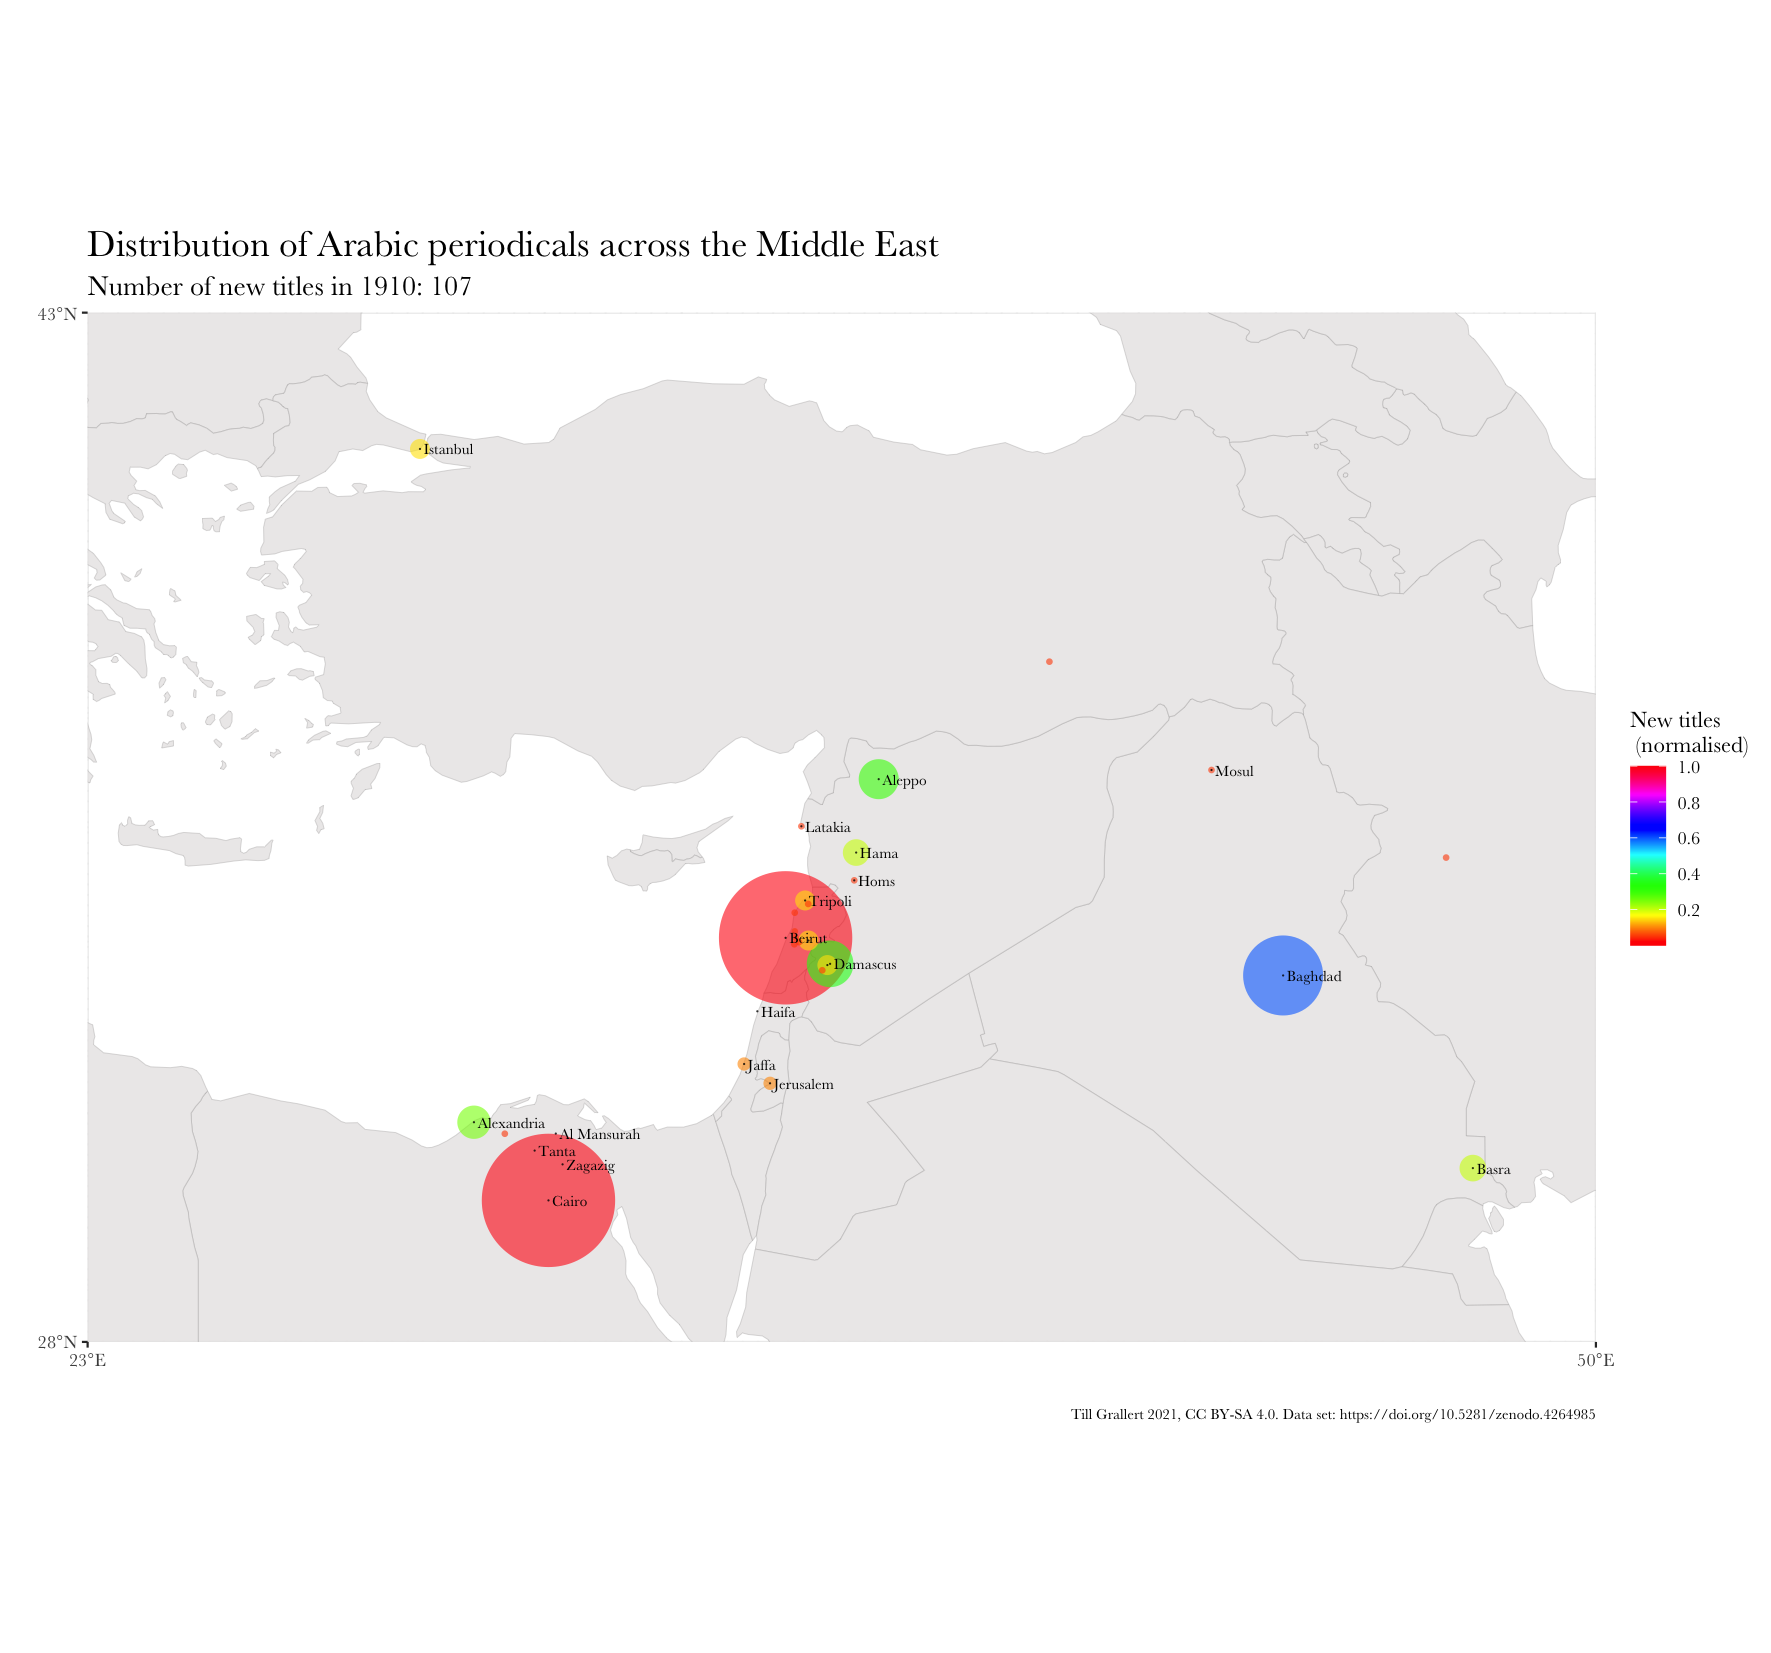 Distribution of Arabic periodicals across the Middle East
Number of new titles in 1910: 107
43°N
Istanbul
Aleppo
Mosul
Latakia
Hama
Homs
Tripoli
Beirut
Damascus
Baghdad
Haifa
Jaffa
Jerusalem
Alexandria
Al Mansurah
Tanta
Zagazig
Basra
Cairo
New titles
(normalised)
1.0
0.8
0.6
0.4
0.2
28°N
23°E
50°E
Till Grallert 2021, CC BY-SA 4.0. Data set: https://doi.org/10.5281/zenodo.4264985